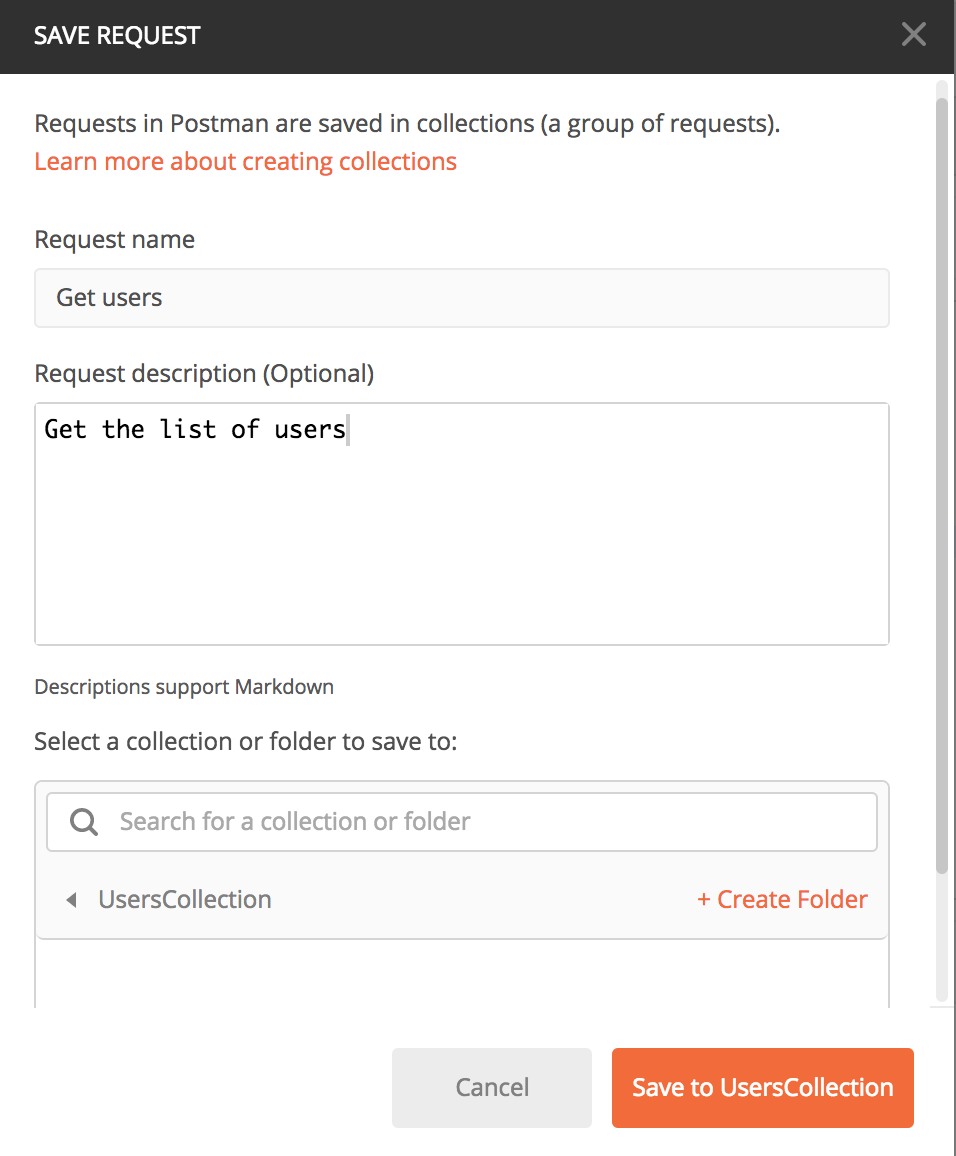 SAVE REQUEST
Requests in Postman are saved in collections (a group of requests).
Learn more about creating collections
Request name
Get users
Request description (Optional)
Get the list of users
Descriptions support Markdown
Select a collection or folder to save to:
Search for a collection or folder
UsersCollection + Create Folder
Cancel Save to UsersCollection